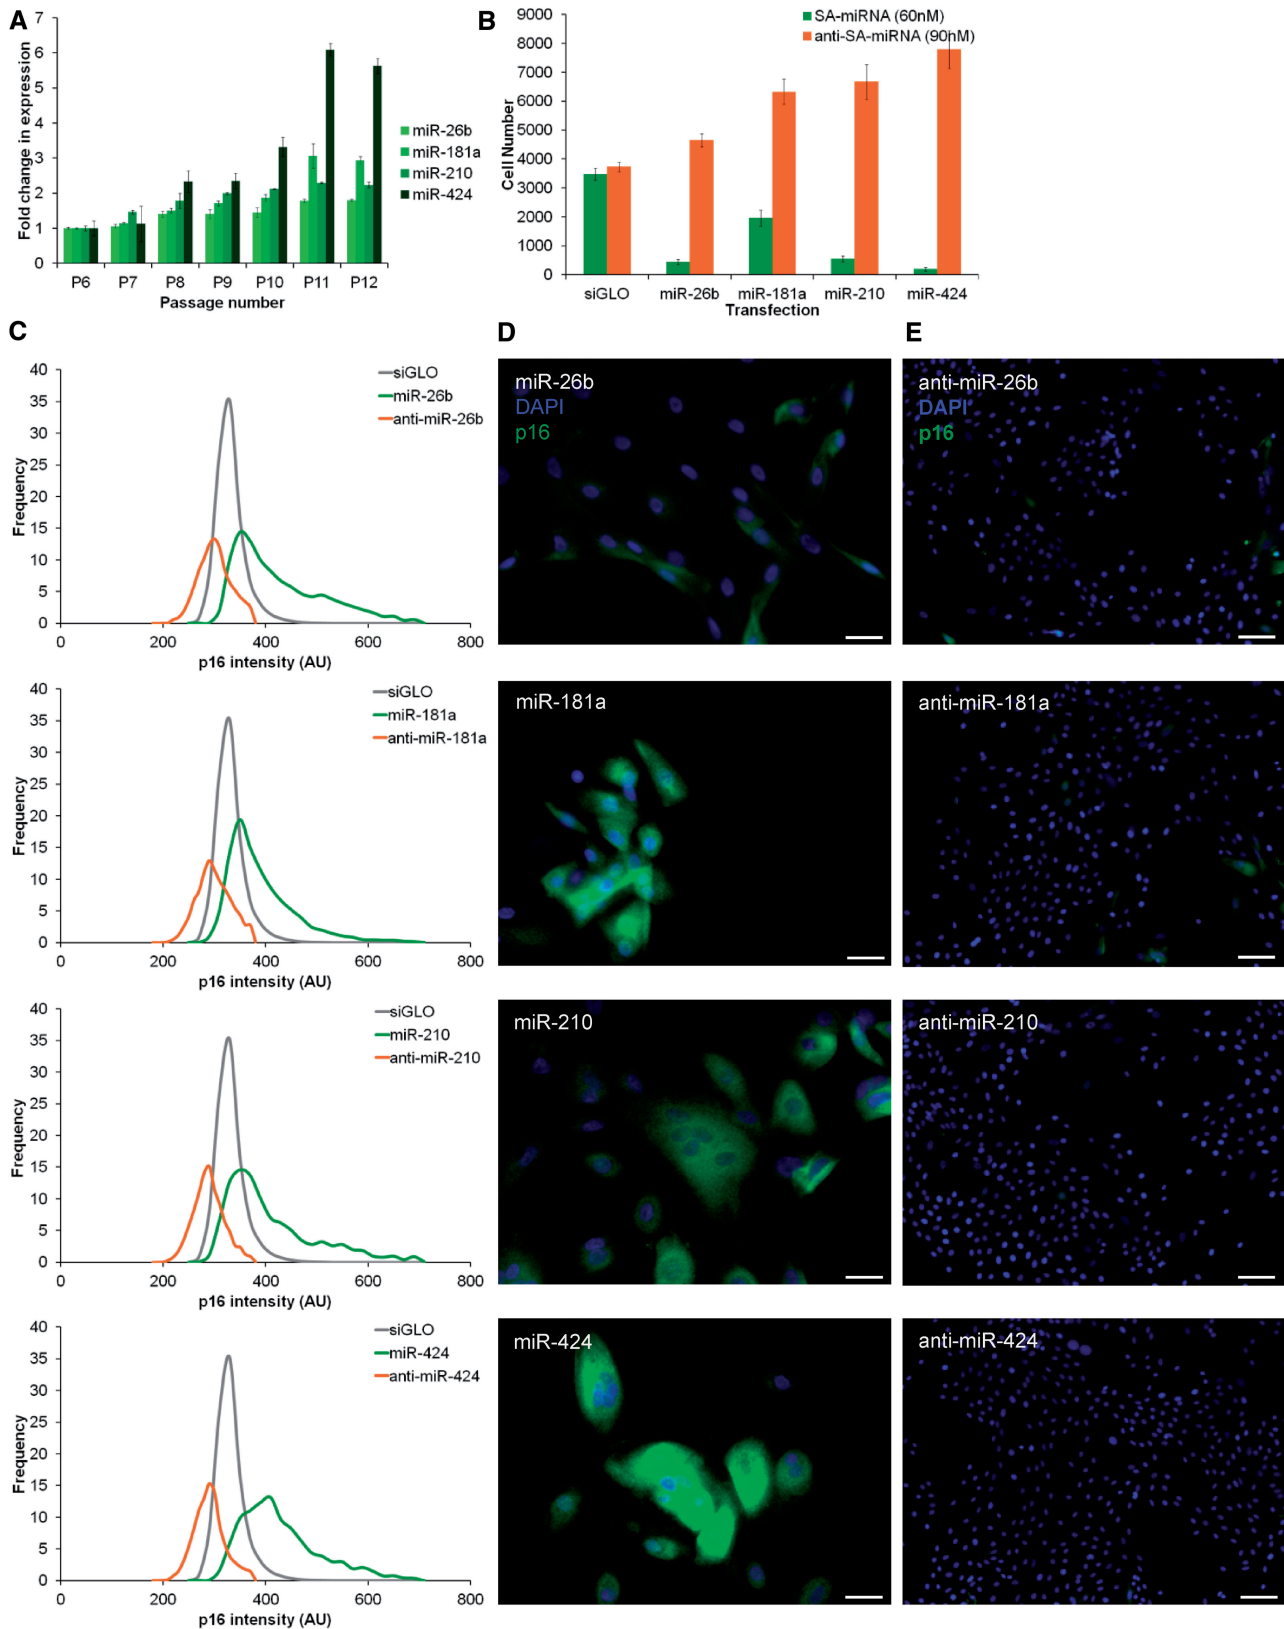 A
7
6
5
4
3
2
1
0
Fold change in expression
P6 P7 P8 P9 P10 P11 P12
Passage number
miR-26b
miR-181a
miR-210
miR-424
B
9000
8000
7000
6000
5000
4000
3000
2000
1000
0
Cell Number
SA-miRNA (60nM)
anti-SA-miRNA (90nM)
siGLO miR-26b miR-181a miR-210 miR-424
Transfection
C
40
35
30
25
20
15
10
5
0
Frequency
siGLO
miR-26b
anti-miR-26b
0 200 400 600 800
p16 intensity (AU)
40
35
30
25
20
15
10
5
0
Frequency
siGLO
miR-181a
anti-miR-181a
0 200 400 600 800
p16 intensity (AU)
40
35
30
25
20
15
10
5
0
Frequency
siGLO
miR-210
anti-miR-210
0 200 400 600 800
p16 intensity (AU)
40
35
30
25
20
15
10
5
0
Frequency
siGLO
miR-424
anti-miR-424
0 200 400 600 800
p16 intensity (AU)
D
miR-26b
DAPI
p16
miR-181a
miR-210
miR-424
E
anti-miR-26b
DAPI
p16
anti-miR-181a
anti-miR-210
anti-miR-424